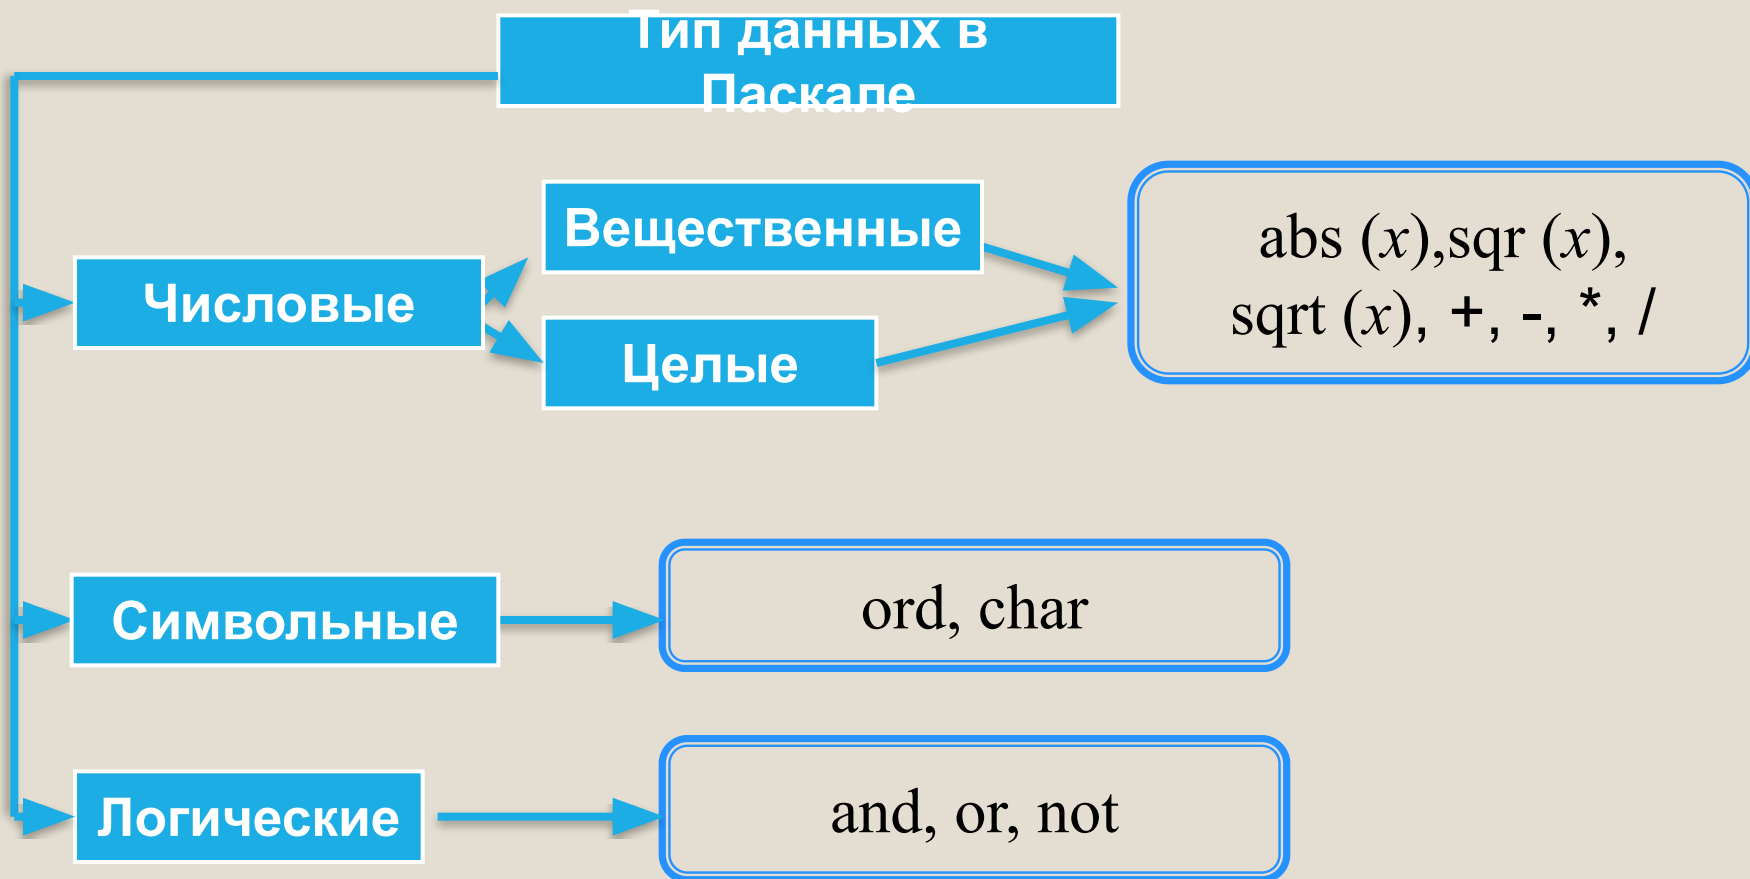 Тип данных в
Паскале
Вещественные
Числовые
Целые
abs (x),sqr (x),
sqrt (x), +, -, *, /
Символьные
ord, char
Логические
and, or, not